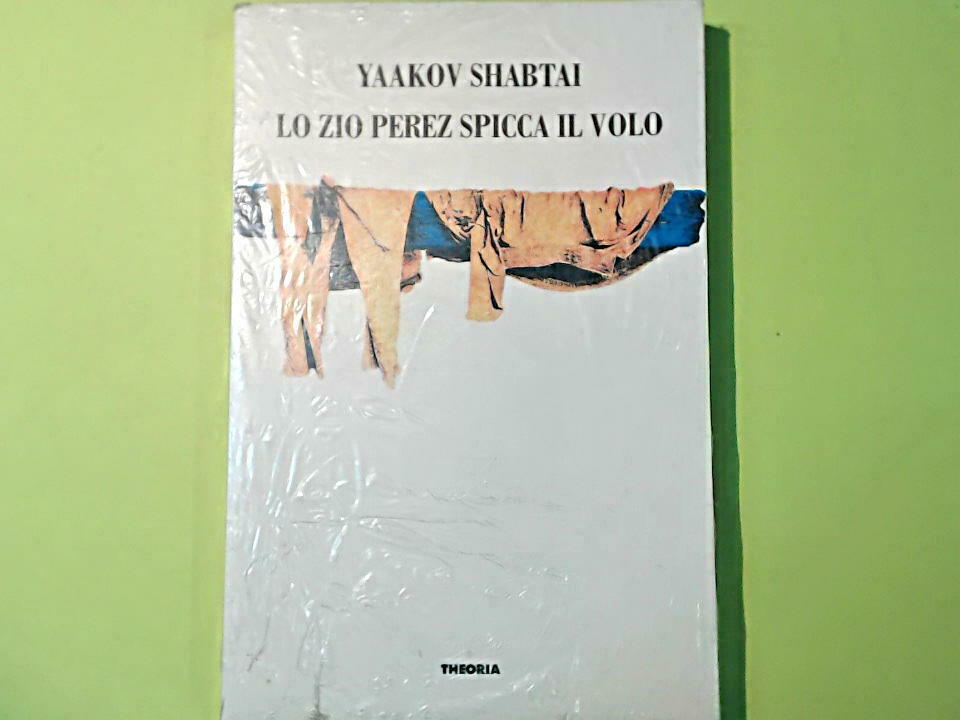 YAAKOV SHABTAI
LO ZIO PEREZ SPICCA IL VOLO
THEORIA